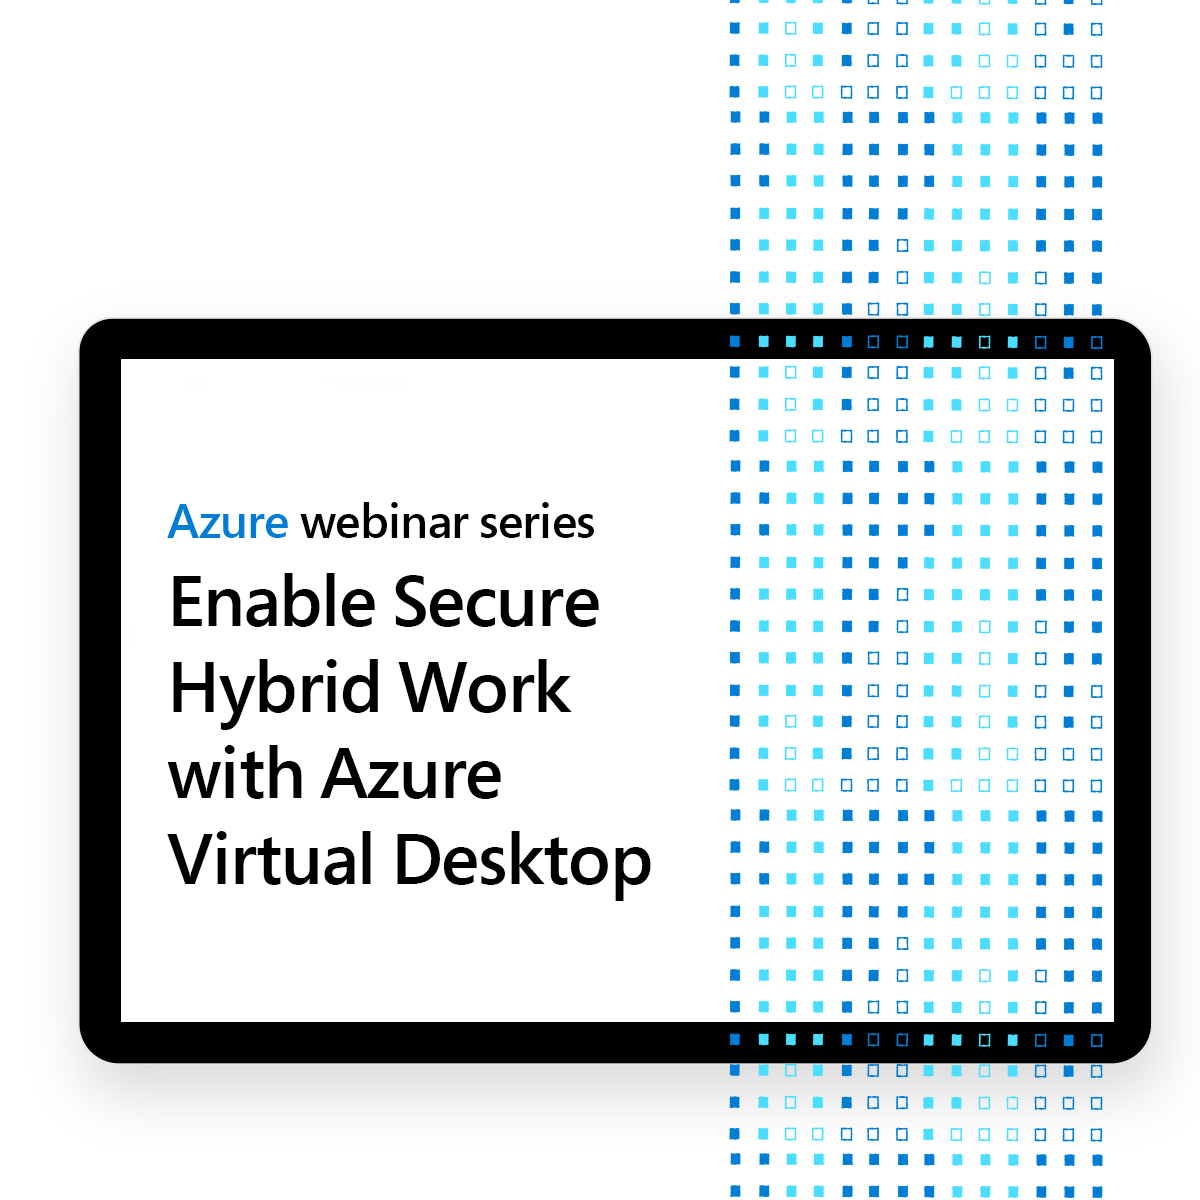 Azure webinar series
Enable Secure
Hybrid Work
with Azure
Virtual Desktop